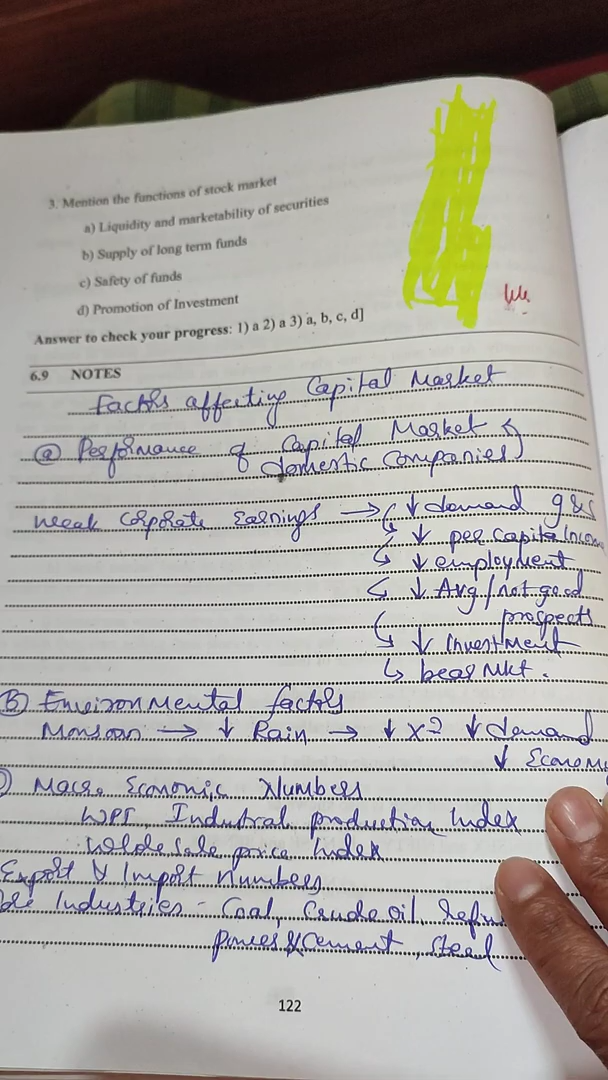 3. Mention the functions of stock market
a) Liquidity and marketability of securities
b) Supply of long term funds
c) Safety of funds
d) Promotion of Investment
Answer to check your progress: 1) a 2) a 3) a, b, c, d]
6.9 NOTES
Factors affecting Capital Market
(a) Performance of Capital Market &
domestic Companies)
Weak Corporate Earnings → ↓ demand g&s
↳ ↓ per capita Incom
↳ ↓ employment
↳ ↓ Avg/not good
prospects
↳ ↓ Investment
↳ bear Mkt.
(B) Environmental factors
Monsoon → ↓ Rain → ↓ ↓ demand
↓ Econom
Macro Economic Numbers
WPI, Industrial production Index
wholesale price Index
Export & Import Numbers
Industries - Coal, Crude oil, Refin
& Cement, Steel
122